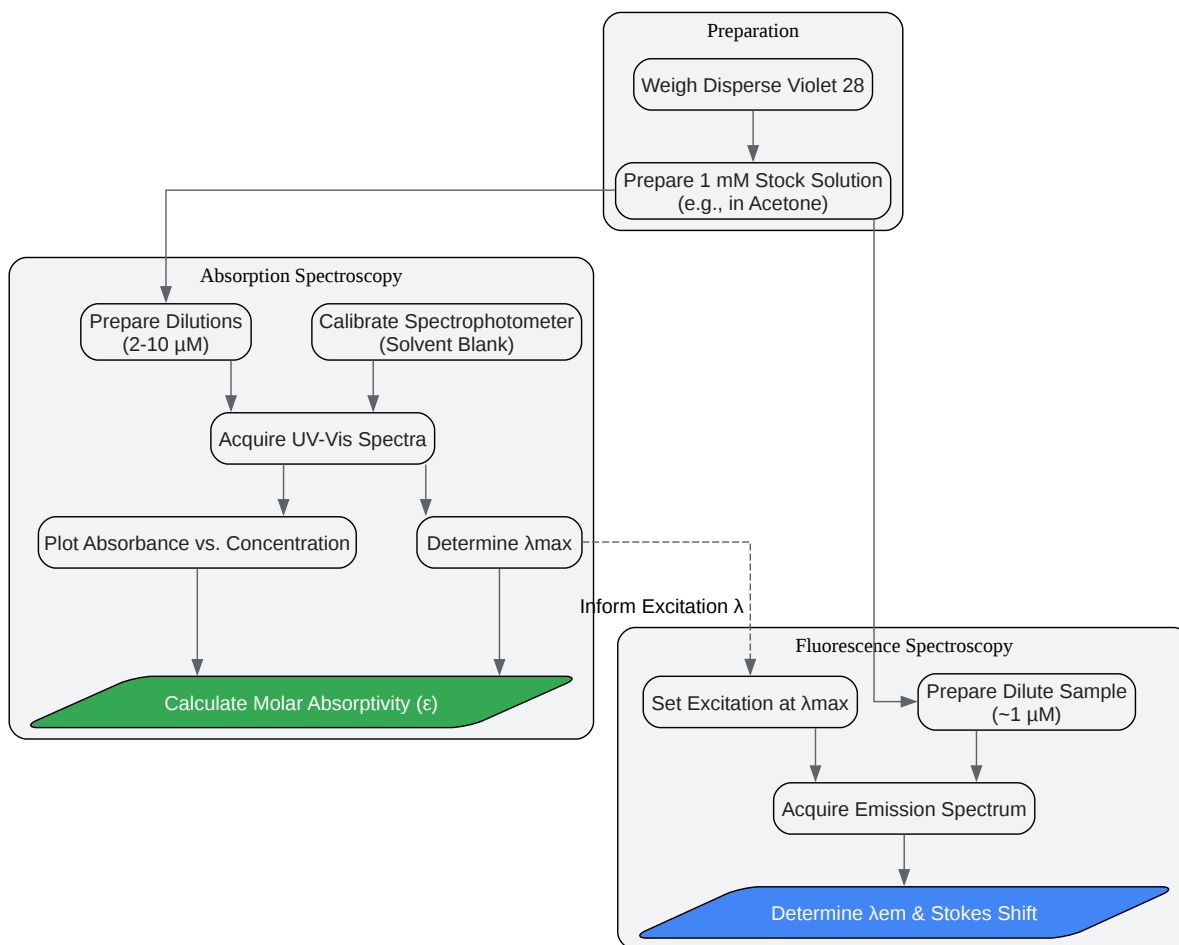 Preparation
Weigh Disperse Violet 28
Prepare 1 mM Stock Solution
(e.g., in Acetone)
Absorption Spectroscopy
Prepare Dilutions
(2-10 µM)
Calibrate Spectrophotometer
(Solvent Blank)
Acquire UV-Vis Spectra
Plot Absorbance vs. Concentration
Determine λmax
Inform Excitation λ
Calculate Molar Absorptivity (ε)
Fluorescence Spectroscopy
Set Excitation at λmax
Prepare Dilute Sample
(~1 µM)
Acquire Emission Spectrum
Determine λem & Stokes Shift